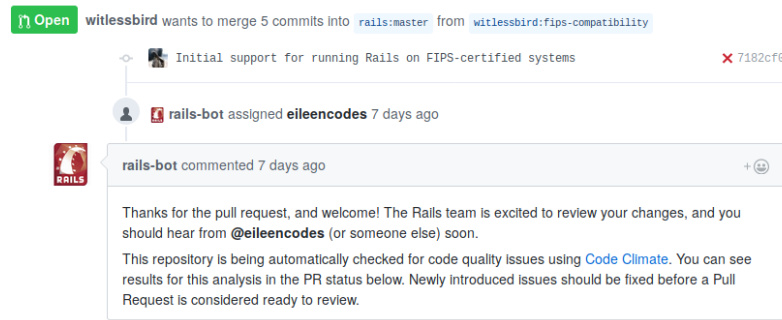 Open witlessbird wants to merge 5 commits into rails:master from witlessbird:fips-compatibility
Initial support for running Rails on FIPS-certified systems 7182cf
rails-bot assigned eileencodes 7 days ago
rails-bot commented 7 days ago
RAILS
Thanks for the pull request, and welcome! The Rails team is excited to review your changes, and you
should hear from @eileencodes (or someone else) soon.
This repository is being automatically checked for code quality issues using Code Climate. You can see
results for this analysis in the PR status below. Newly introduced issues should be fixed before a Pull
Request is considered ready to review.